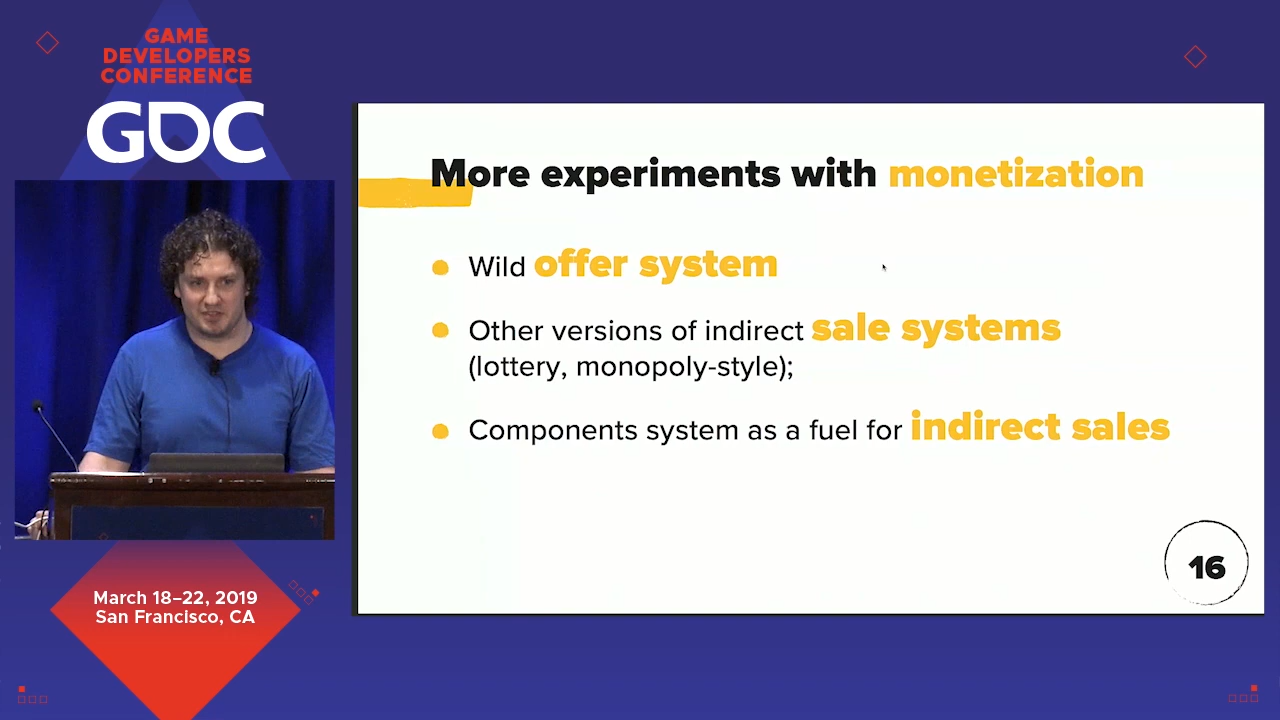 GAME
DEVELOPERS
CONFERENCE
GDC
More experiments with monetization
Wild offer system
Other versions of indirect sale systems
(lottery, monopoly-style);
Components system as a fuel for indirect sales
16
March 18–22, 2019
San Francisco, CA